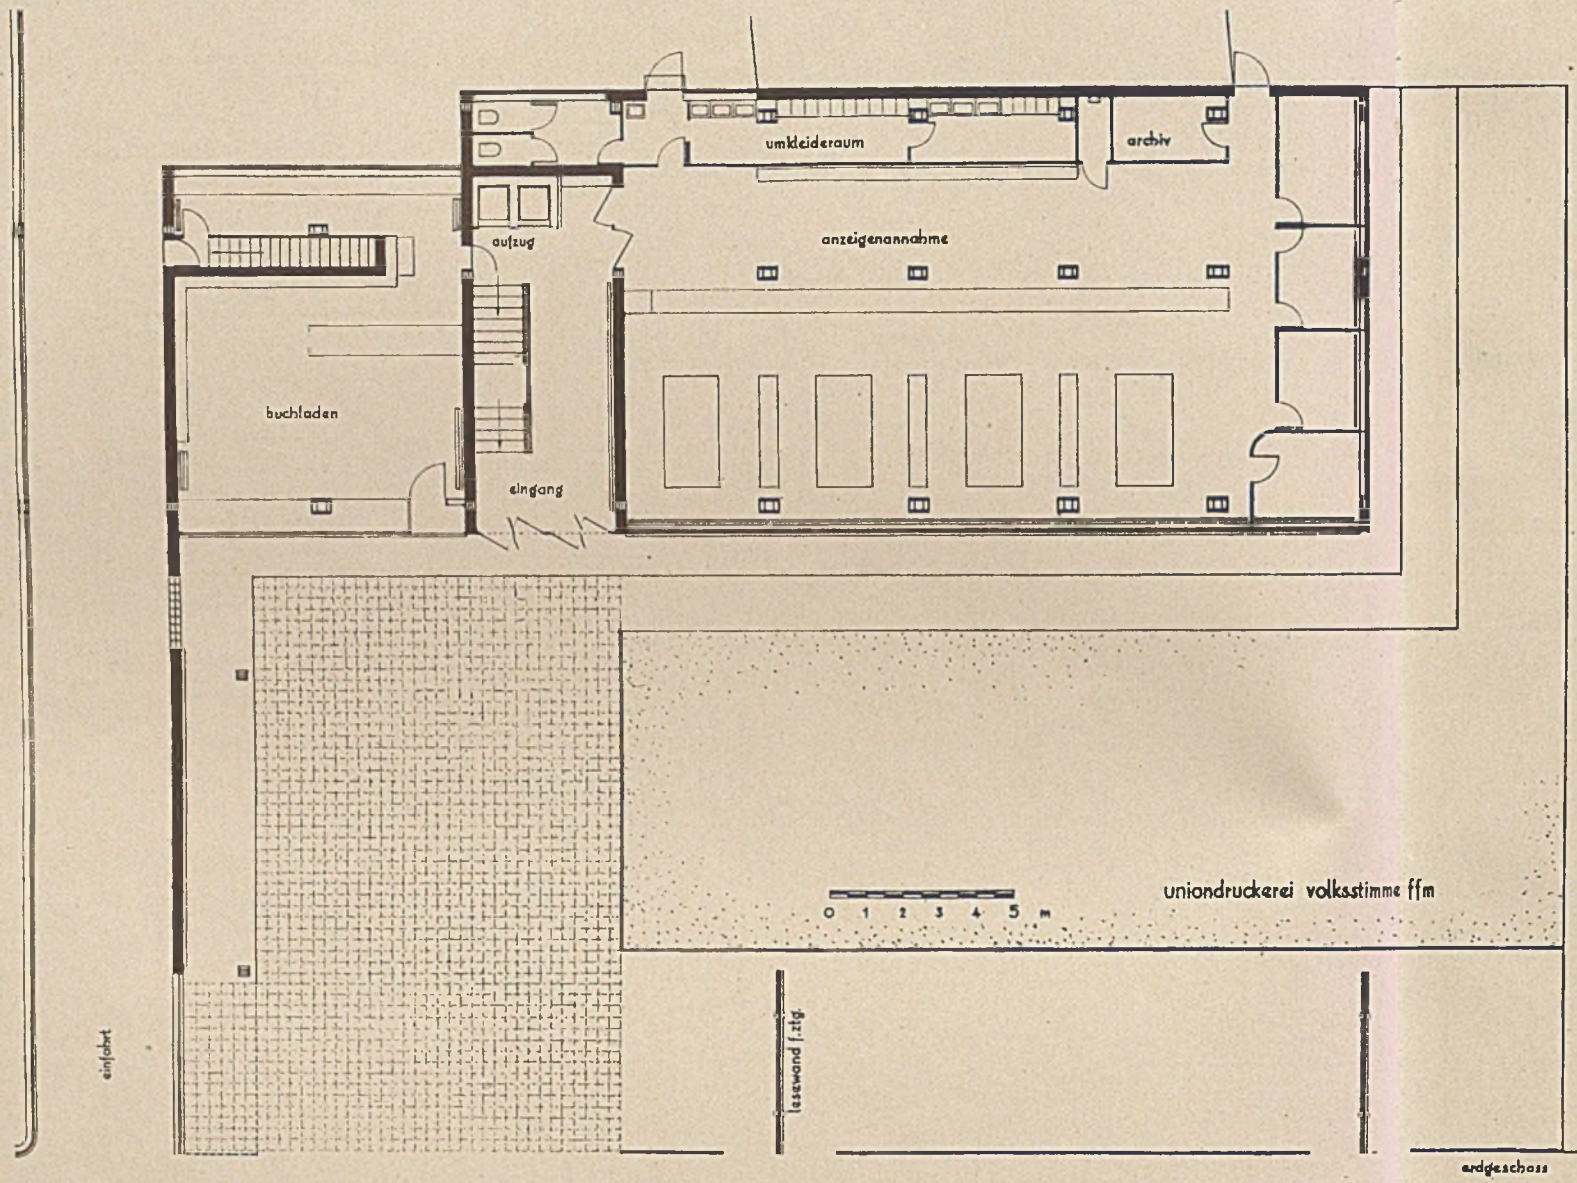 umkleideraum
archiv
aufzug
anzeigenannahme
buchladen
eingang
0 1 2 3 4 5 m
uniondruckerei volksstimme ffm
einfahrt
lesewand f. ztg.
erdgeschoss